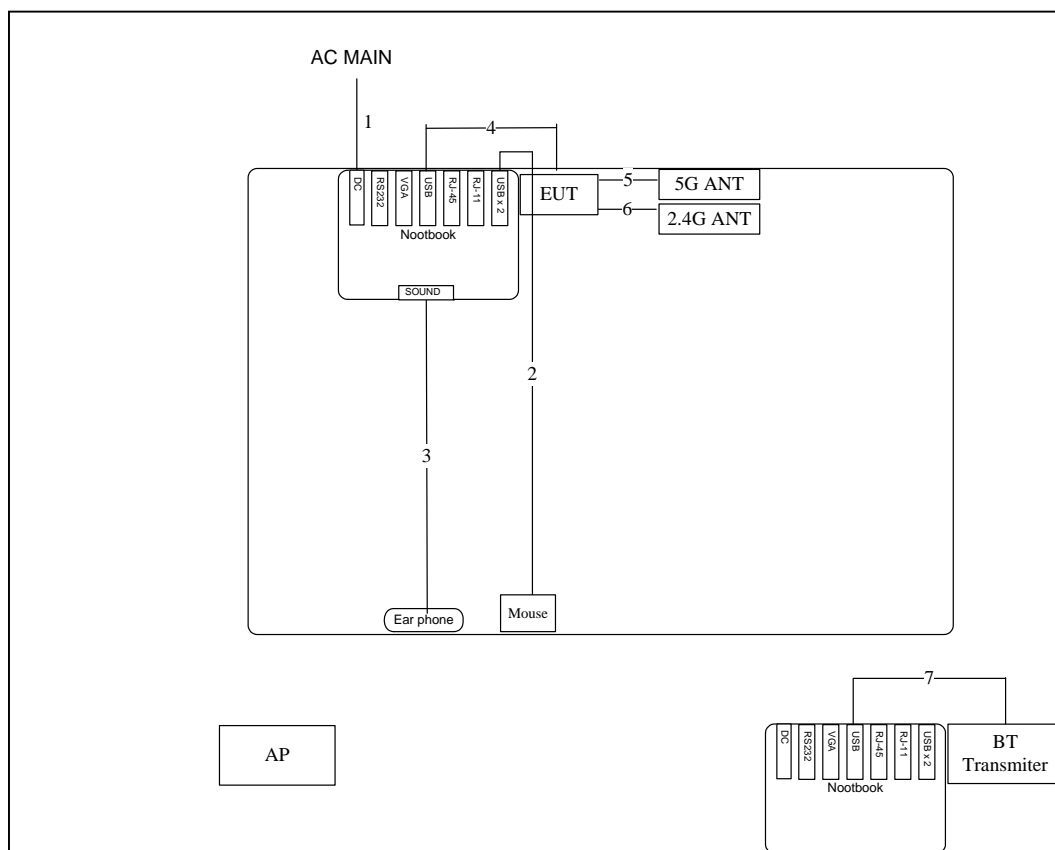 AC MAIN
1
4
DC
RS232
VGA
USB
RJ-45
RJ-11
USB x 2
Nootbook
SOUND
EUT
5
5G ANT
6
2.4G ANT
2
3
Ear phone
Mouse
AP
7
DC
RS232
VGA
USB
RJ-45
RJ-11
USB x 2
Nootbook
BT
Transmiter